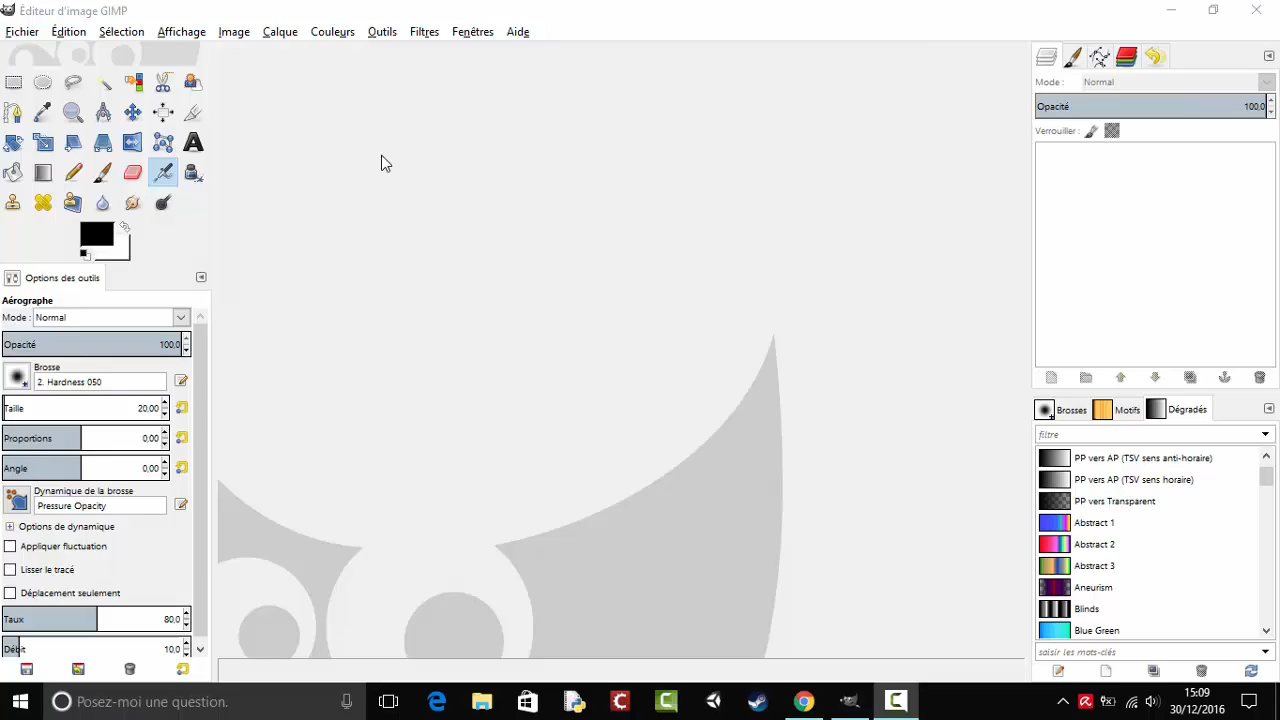 Éditeur d'image GIMP
Fichier Édition Sélection Affichage Image Calque Couleurs Outils Filtres Fenêtres Aide
Options des outils
Aérographe
Mode : Normal
Opacité 100,0
Brosse
2. Hardness 050
Taille 20,00
Proportions 0,00
Angle 0,00
Dynamique de la brosse
Pressure Opacity
Options de dynamique
Appliquer fluctuation
Lisser le tracé
Déplacement seulement
Taux 80,0
Débit 10,0
Mode : Normal
Opacité 100,0
Verrouiller :
Brosses Motifs Dégradés
filtre
PP vers AP (TSV sens anti-horaire)
PP vers AP (TSV sens horaire)
PP vers Transparent
Abstract 1
Abstract 2
Abstract 3
Aneurism
Blinds
Blue Green
saisir les mots-clés
Posez-moi une question.
15:09
30/12/2016